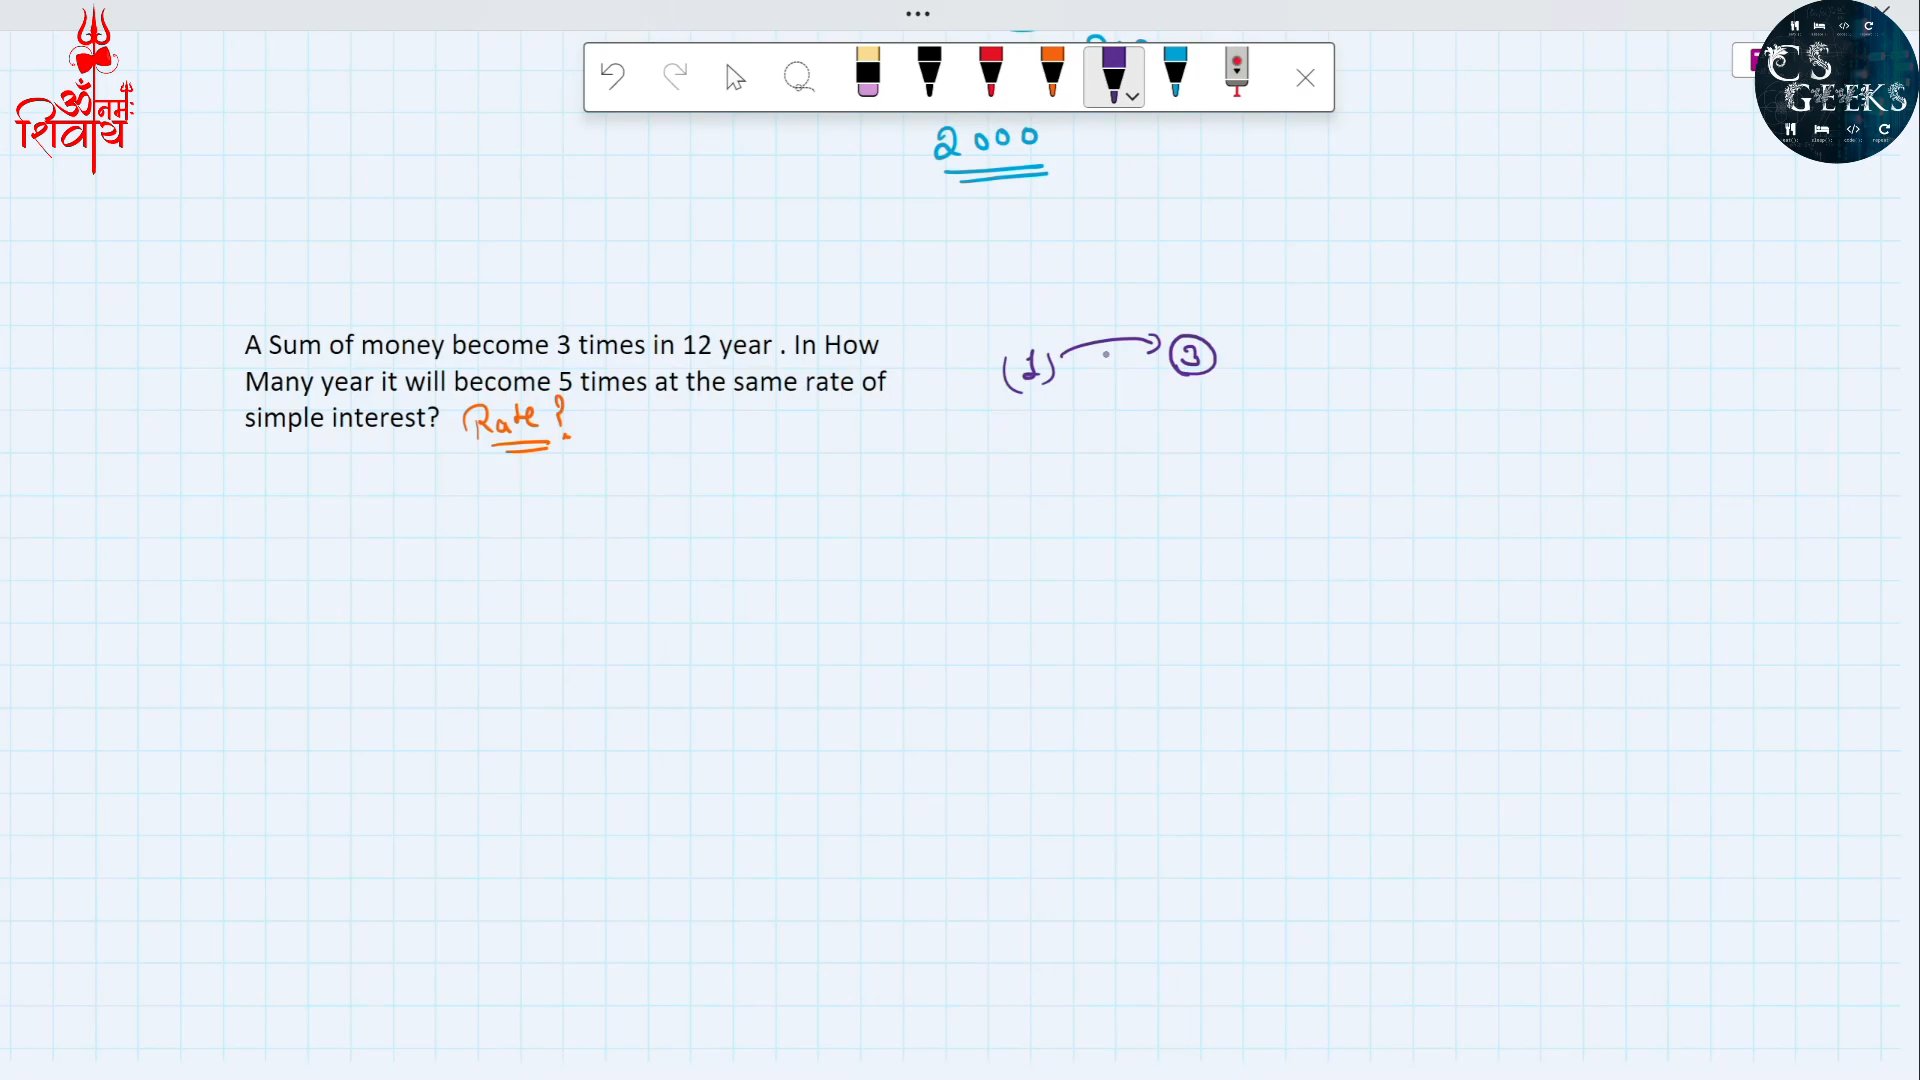 ॐ नमः
शिवाय
CS
GEEKS
2000
A Sum of money become 3 times in 12 year . In How
Many year it will become 5 times at the same rate of
simple interest? Rate ?
(1) 3